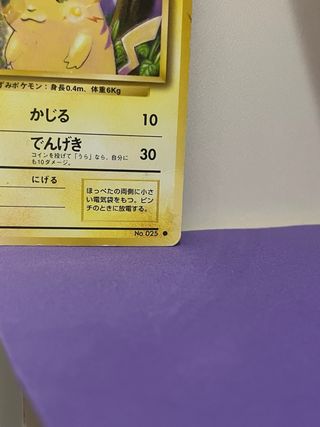 ずみポケモン：身長0.4m、体重6Kg
かじる 10
でんげき 30
コインを投げて「うら」なら、自分に
も10ダメージ。
にげる
ほっぺたの両側に小さ
い電気袋をもつ。ピン
チのときに放電する。
No.025 ●